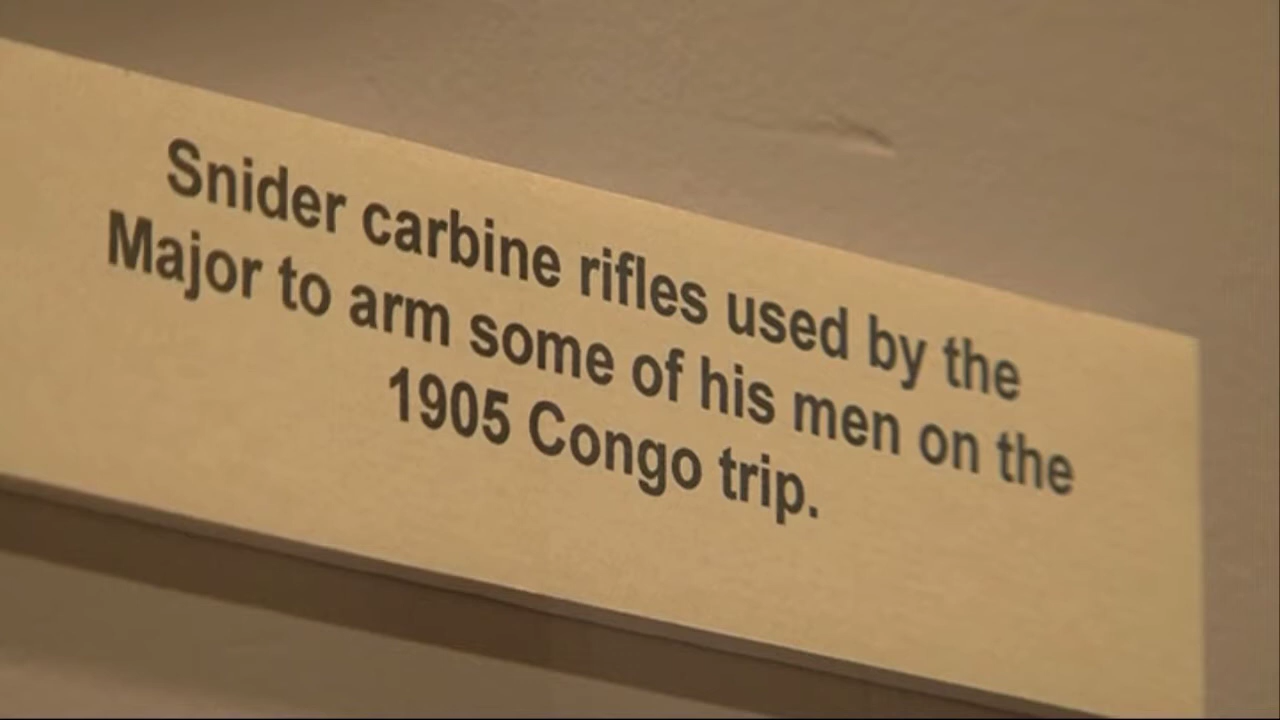 Snider carbine rifles used by the
Major to arm some of his men on the
1905 Congo trip.